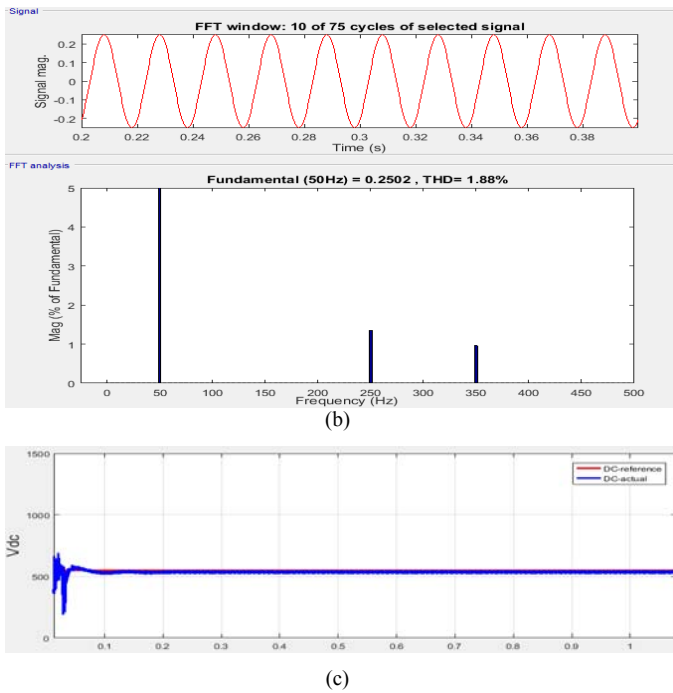 Signal
FFT window: 10 of 75 cycles of selected signal
Signal mag.
0.2
0.1
0
-0.1
-0.2
0.2 0.22 0.24 0.26 0.28 0.3 0.32 0.34 0.36 0.38
Time (s)
FFT analysis
Fundamental (50Hz) = 0.2502 , THD= 1.88%
Mag (% of Fundamental)
5
4
3
2
1
0
0 50 100 150 200 250 300 350 400 450 500
Frequency (Hz)
(b)
Vdc
1500
1000
500
0
DC-reference
DC-actual
0.1 0.2 0.3 0.4 0.5 0.6 0.7 0.8 0.9 1
(c)